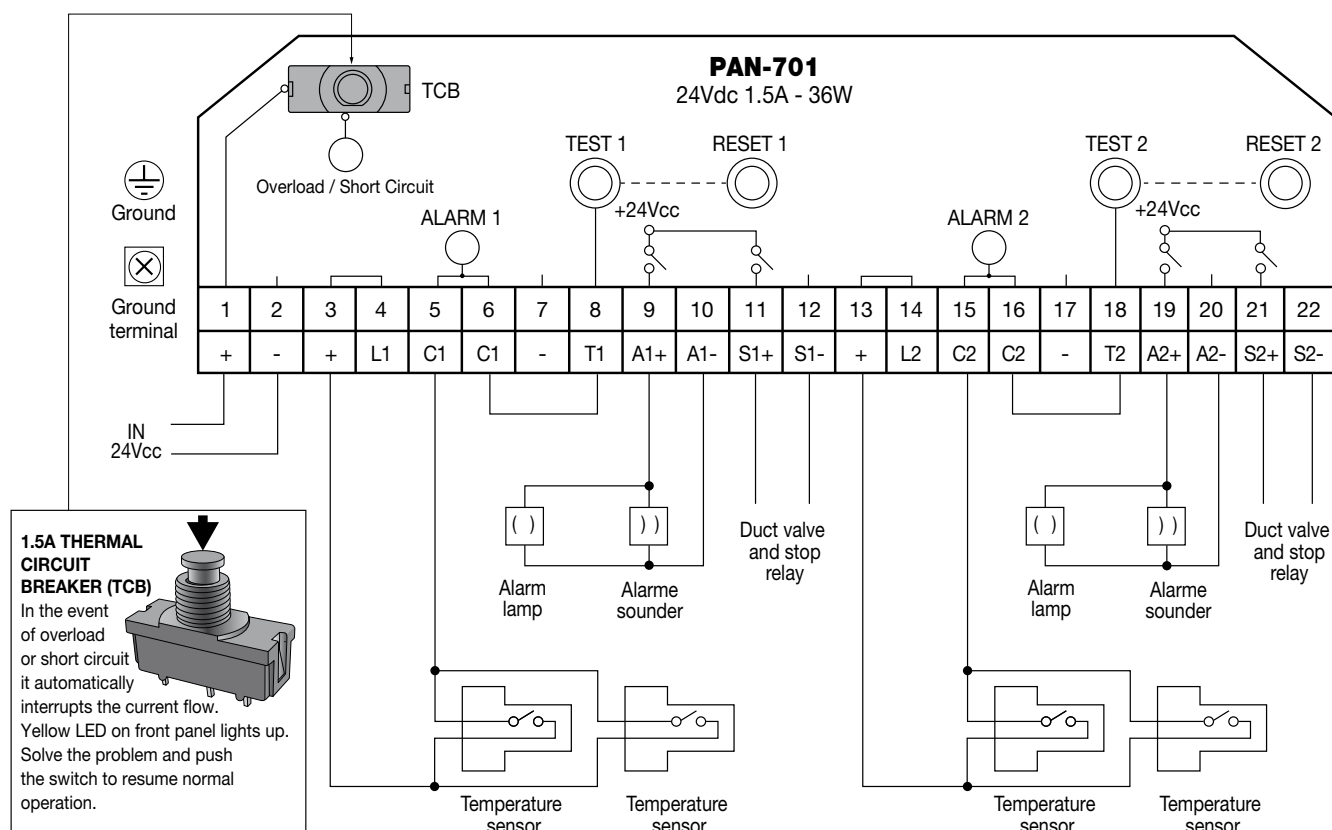 PAN-701
24Vdc 1.5A - 36W
TCB
Overload / Short Circuit
TEST 1
RESET 1
TEST 2
RESET 2
+24Vcc
+24Vcc
ALARM 1
ALARM 2
Ground
Ground
terminal
1 2 3 4 5 6 7 8 9 10 11 12 13 14 15 16 17 18 19 20 21 22
+ - + L1 C1 C1 - T1 A1+ A1- S1+ S1- + L2 C2 C2 - T2 A2+ A2- S2+ S2-
IN
24Vcc
Alarm
lamp
Alarme
sounder
Duct valve
and stop
relay
Alarm
lamp
Alarme
sounder
Duct valve
and stop
relay
1.5A THERMAL
CIRCUIT
BREAKER (TCB)
In the event
of overload
or short circuit
it automatically
interrupts the current flow.
Yellow LED on front panel lights up.
Solve the problem and push
the switch to resume normal
operation.
Temperature
sensor
Temperature
sensor
Temperature
sensor
Temperature
sensor